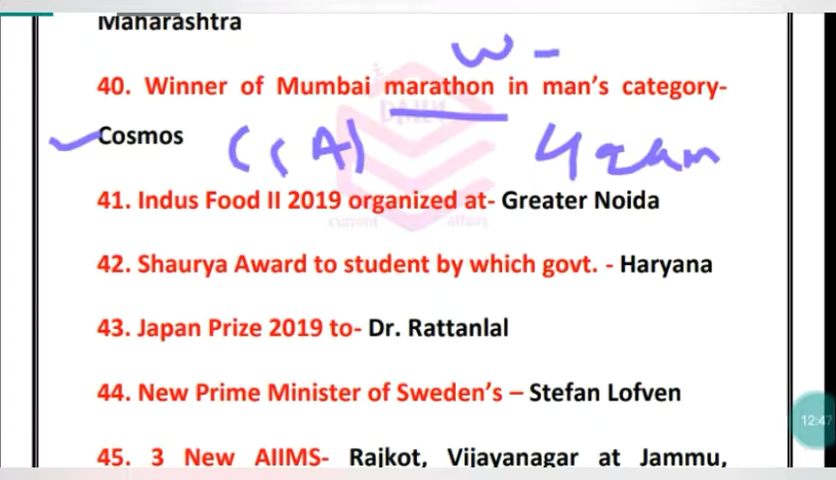 Maharashtra
W -
40. Winner of Mumbai marathon in man's category-
Cosmos
41. Indus Food II 2019 organized at- Greater Noida
42. Shaurya Award to student by which govt. - Haryana
43. Japan Prize 2019 to- Dr. Rattanlal
44. New Prime Minister of Sweden's – Stefan Lofven
45. 3 New AIIMS- Rajkot, Vijayanagar at Jammu,
12:47